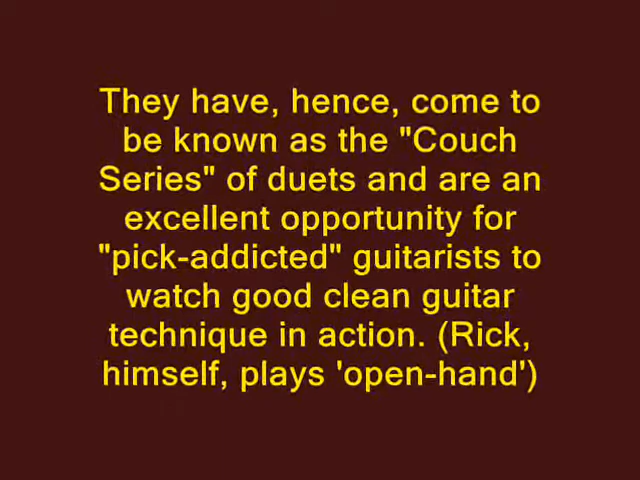 They have, hence, come to
be known as the "Couch
Series" of duets and are an
excellent opportunity for
"pick-addicted" guitarists to
watch good clean guitar
technique in action. (Rick,
himself, plays 'open-hand')